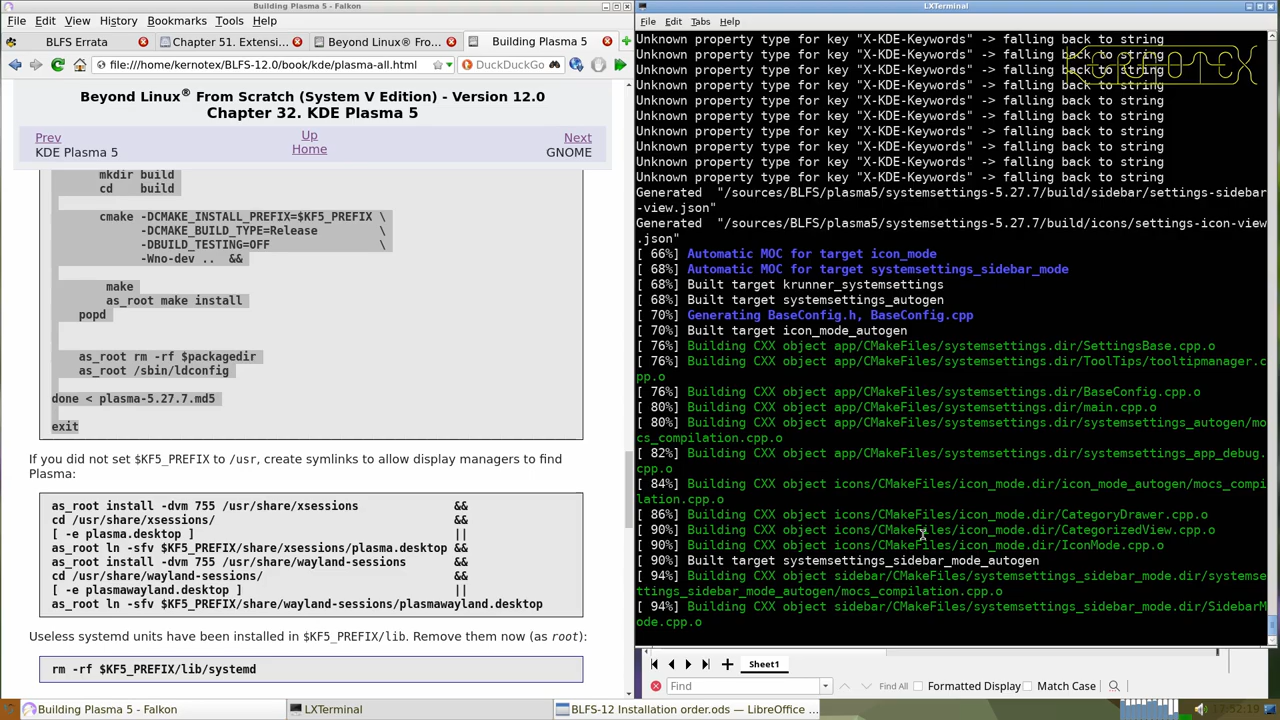 Building Plasma 5 - Falkon
File Edit View History Bookmarks Tools Help
BLFS Errata
Chapter 51. Extensi...
Beyond Linux® Fro...
Building Plasma 5
file:///home/kernotex/BLFS-12.0/book/kde/plasma-all.html
DuckDuckGo
Beyond Linux® From Scratch (System V Edition) - Version 12.0
Chapter 32. KDE Plasma 5
Prev
KDE Plasma 5
Up
Home
Next
GNOME
mkdir build
cd    build
cmake -DCMAKE_INSTALL_PREFIX=$KF5_PREFIX \
-DCMAKE_BUILD_TYPE=Release         \
-DBUILD_TESTING=OFF                \
-Wno-dev ..  &&
make
as_root make install
popd
as_root rm -rf $packagedir
as_root /sbin/ldconfig
done < plasma-5.27.7.md5
exit
If you did not set $KF5_PREFIX to /usr, create symlinks to allow display managers to find
Plasma:
as_root install -dvm 755 /usr/share/xsessions              &&
cd /usr/share/xsessions/                                   &&
[ -e plasma.desktop ]                                      ||
as_root ln -sfv $KF5_PREFIX/share/xsessions/plasma.desktop &&
as_root install -dvm 755 /usr/share/wayland-sessions       &&
cd /usr/share/wayland-sessions/                            &&
[ -e plasmawayland.desktop ]                               ||
as_root ln -sfv $KF5_PREFIX/share/wayland-sessions/plasmawayland.desktop
Useless systemd units have been installed in $KF5_PREFIX/lib. Remove them now (as root):
rm -rf $KF5_PREFIX/lib/systemd
LXTerminal
File Edit Tabs Help
KERNOTEX
Unknown property type for key "X-KDE-Keywords" -> falling back to string
Unknown property type for key "X-KDE-Keywords" -> falling back to string
Unknown property type for key "X-KDE-Keywords" -> falling back to string
Unknown property type for key "X-KDE-Keywords" -> falling back to string
Unknown property type for key "X-KDE-Keywords" -> falling back to string
Unknown property type for key "X-KDE-Keywords" -> falling back to string
Unknown property type for key "X-KDE-Keywords" -> falling back to string
Unknown property type for key "X-KDE-Keywords" -> falling back to string
Unknown property type for key "X-KDE-Keywords" -> falling back to string
Unknown property type for key "X-KDE-Keywords" -> falling back to string
Generated  "/sources/BLFS/plasma5/systemsettings-5.27.7/build/sidebar/settings-sidebar
-view.json"
Generated  "/sources/BLFS/plasma5/systemsettings-5.27.7/build/icons/settings-icon-view
.json"
[ 66%] Automatic MOC for target icon_mode
[ 68%] Automatic MOC for target systemsettings_sidebar_mode
[ 68%] Built target krunner_systemsettings
[ 68%] Built target systemsettings_autogen
[ 70%] Generating BaseConfig.h, BaseConfig.cpp
[ 70%] Built target icon_mode_autogen
[ 76%] Building CXX object app/CMakeFiles/systemsettings.dir/SettingsBase.cpp.o
[ 76%] Building CXX object app/CMakeFiles/systemsettings.dir/ToolTips/tooltipmanager.c
pp.o
[ 76%] Building CXX object app/CMakeFiles/systemsettings.dir/BaseConfig.cpp.o
[ 80%] Building CXX object app/CMakeFiles/systemsettings.dir/main.cpp.o
[ 80%] Building CXX object app/CMakeFiles/systemsettings.dir/systemsettings_autogen/mo
cs_compilation.cpp.o
[ 82%] Building CXX object app/CMakeFiles/systemsettings.dir/systemsettings_app_debug.
cpp.o
[ 84%] Building CXX object icons/CMakeFiles/icon_mode.dir/icon_mode_autogen/mocs_compi
lation.cpp.o
[ 86%] Building CXX object icons/CMakeFiles/icon_mode.dir/CategoryDrawer.cpp.o
[ 90%] Building CXX object icons/CMakeFiles/icon_mode.dir/CategorizedView.cpp.o
[ 90%] Building CXX object icons/CMakeFiles/icon_mode.dir/IconMode.cpp.o
[ 90%] Built target systemsettings_sidebar_mode_autogen
[ 94%] Building CXX object sidebar/CMakeFiles/systemsettings_sidebar_mode.dir/systemse
ttings_sidebar_mode_autogen/mocs_compilation.cpp.o
[ 94%] Building CXX object sidebar/CMakeFiles/systemsettings_sidebar_mode.dir/SidebarM
ode.cpp.o
Sheet1
Find
Find All
Formatted Display
Match Case
Building Plasma 5 - Falkon
LXTerminal
BLFS-12 Installation order.ods — LibreOffice ...
17:52:19